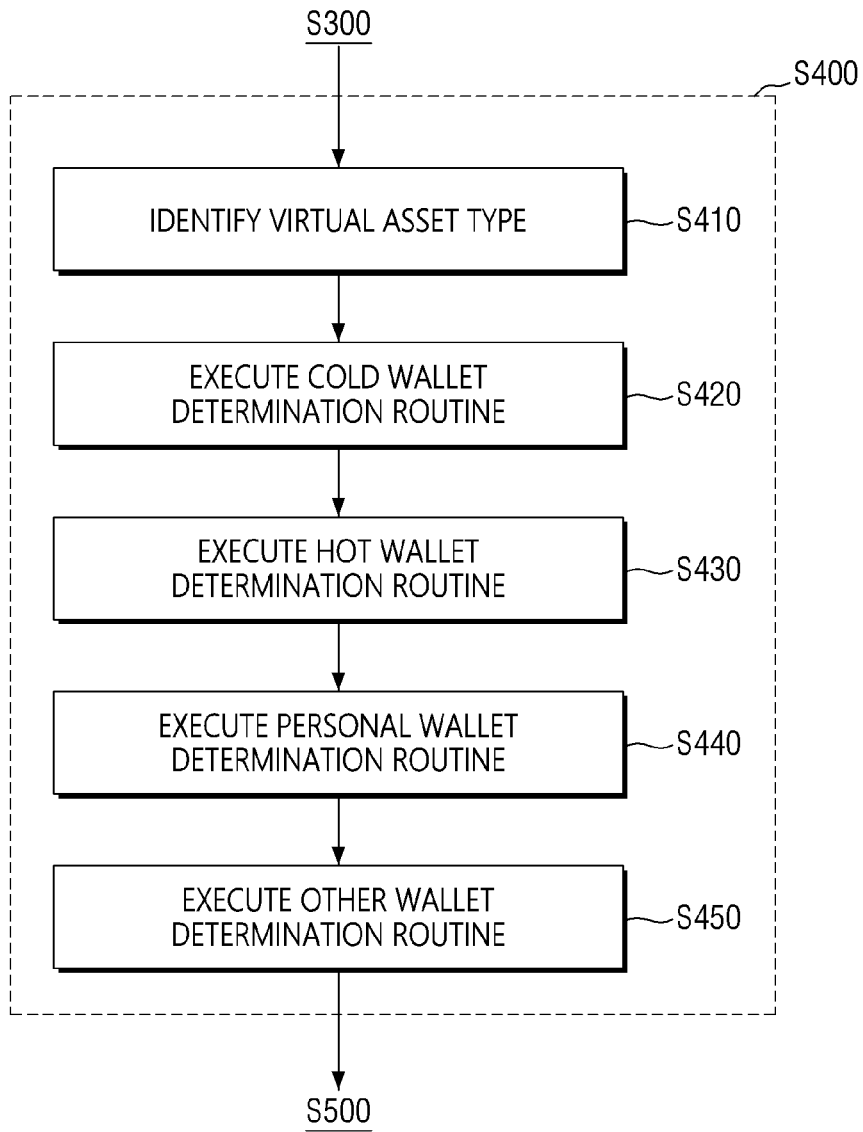 S300
S400
IDENTIFY VIRTUAL ASSET TYPE
S410
EXECUTE COLD WALLET
DETERMINATION ROUTINE
S420
EXECUTE HOT WALLET
DETERMINATION ROUTINE
S430
EXECUTE PERSONAL WALLET
DETERMINATION ROUTINE
S440
EXECUTE OTHER WALLET
DETERMINATION ROUTINE
S450
S500